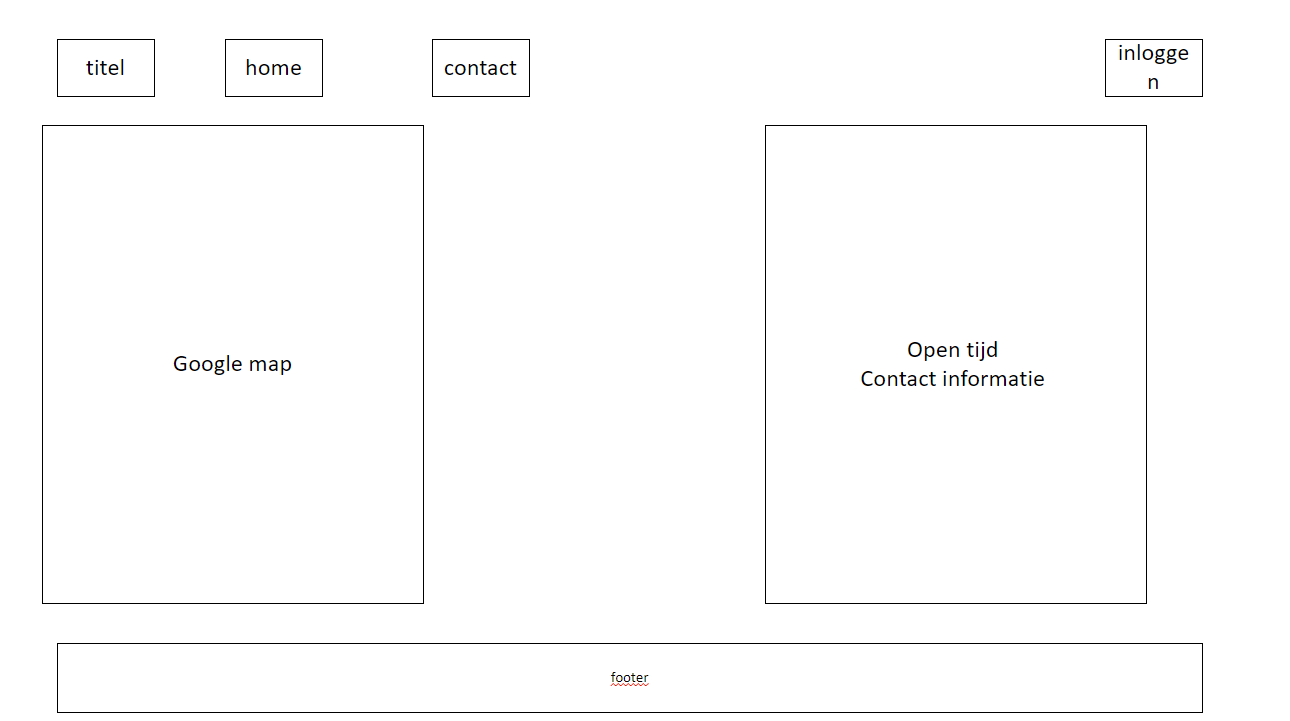 titel
home
contact
inlogge
n
Google map
Open tijd
Contact informatie
footer